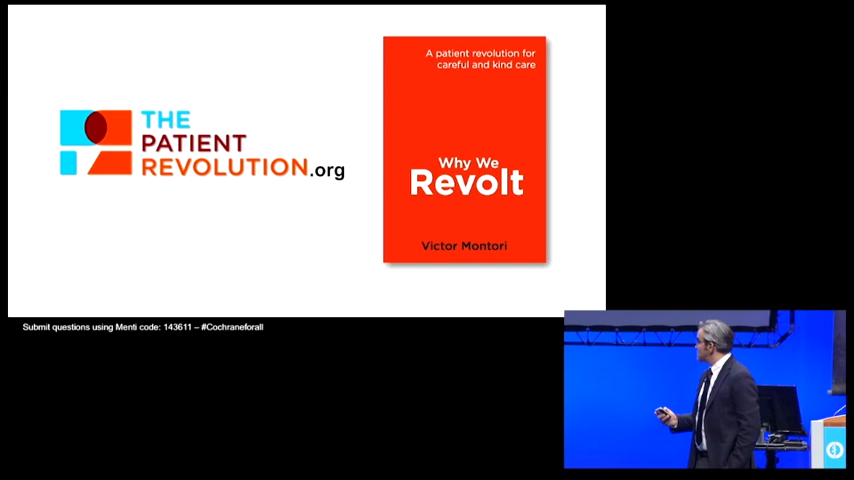 THE
PATIENT
REVOLUTION.org
A patient revolution for
careful and kind care
Why We
Revolt
Victor Montori
Submit questions using Menti code: 143611 – #Cochraneforall